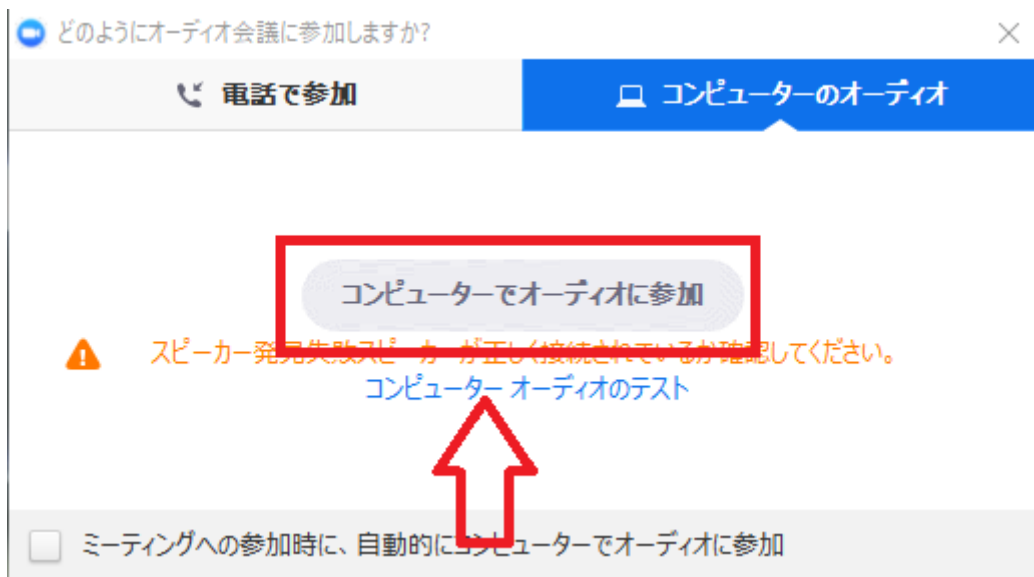 どのようにオーディオ会議に参加しますか?
電話で参加
コンピューターのオーディオ
コンピューターでオーディオに参加
スピーカー発見失敗スピーカーが正しく接続されているか確認してください。
コンピューター オーディオのテスト
ミーティングへの参加時に、自動的にコンピューターでオーディオに参加